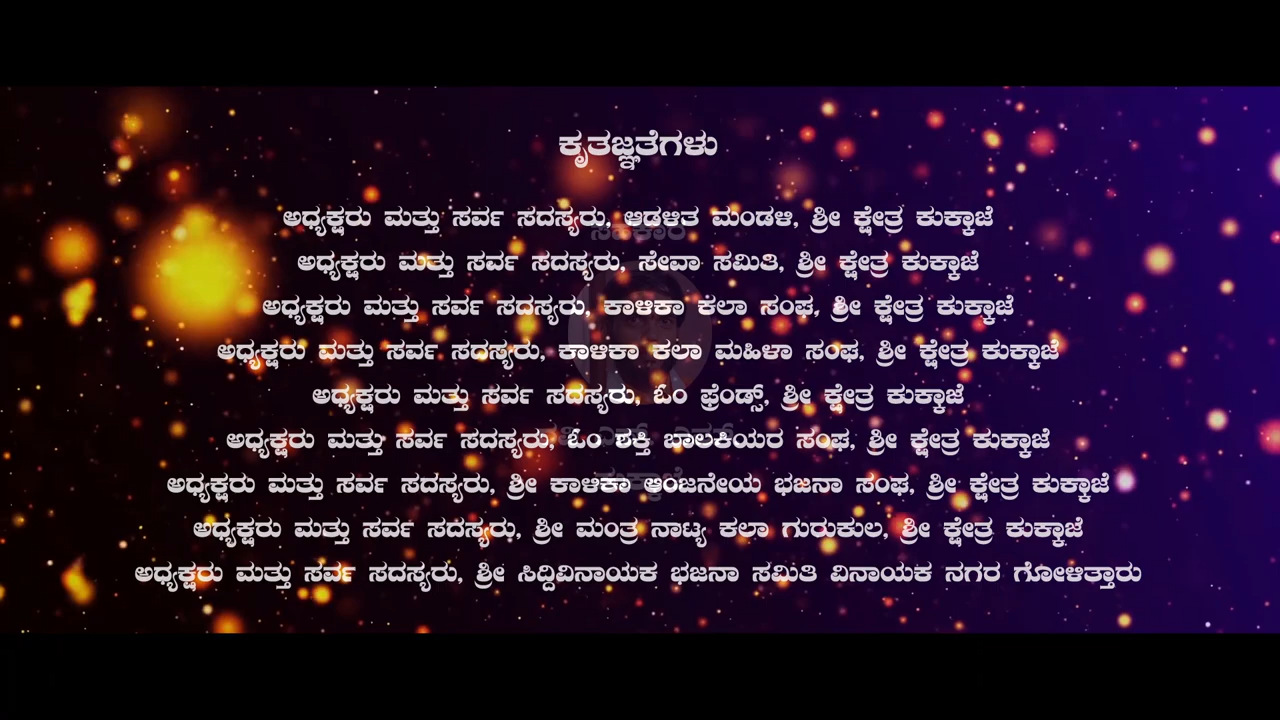 ಕೃತಜ್ಞತೆಗಳು
ಅಧ್ಯಕ್ಷರು ಮತ್ತು ಸರ್ವ ಸದಸ್ಯರು, ಆಡಳಿತ ಮಂಡಳಿ, ಶ್ರೀ ಕ್ಷೇತ್ರ ಕುಕ್ಕಾಜೆ
ಅಧ್ಯಕ್ಷರು ಮತ್ತು ಸರ್ವ ಸದಸ್ಯರು, ಸೇವಾ ಸಮಿತಿ, ಶ್ರೀ ಕ್ಷೇತ್ರ ಕುಕ್ಕಾಜೆ
ಅಧ್ಯಕ್ಷರು ಮತ್ತು ಸರ್ವ ಸದಸ್ಯರು, ಕಾಳಿಕಾ ಕಲಾ ಸಂಘ, ಶ್ರೀ ಕ್ಷೇತ್ರ ಕುಕ್ಕಾಜೆ
ಅಧ್ಯಕ್ಷರು ಮತ್ತು ಸರ್ವ ಸದಸ್ಯರು, ಕಾಳಿಕಾ ಕಲಾ ಮಹಿಳಾ ಸಂಘ, ಶ್ರೀ ಕ್ಷೇತ್ರ ಕುಕ್ಕಾಜೆ
ಅಧ್ಯಕ್ಷರು ಮತ್ತು ಸರ್ವ ಸದಸ್ಯರು, ಓಂ ಫ್ರೆಂಡ್ಸ್, ಶ್ರೀ ಕ್ಷೇತ್ರ ಕುಕ್ಕಾಜೆ
ಅಧ್ಯಕ್ಷರು ಮತ್ತು ಸರ್ವ ಸದಸ್ಯರು, ಓಂ ಶಕ್ತಿ ಬಾಲಕಿಯರ ಸಂಘ, ಶ್ರೀ ಕ್ಷೇತ್ರ ಕುಕ್ಕಾಜೆ
ಅಧ್ಯಕ್ಷರು ಮತ್ತು ಸರ್ವ ಸದಸ್ಯರು, ಶ್ರೀ ಕಾಳಿಕಾ ಆಂಜನೇಯ ಭಜನಾ ಸಂಘ, ಶ್ರೀ ಕ್ಷೇತ್ರ ಕುಕ್ಕಾಜೆ
ಅಧ್ಯಕ್ಷರು ಮತ್ತು ಸರ್ವ ಸದಸ್ಯರು, ಶ್ರೀ ಮಂತ್ರ ನಾಟ್ಯ ಕಲಾ ಗುರುಕುಲ, ಶ್ರೀ ಕ್ಷೇತ್ರ ಕುಕ್ಕಾಜೆ
ಅಧ್ಯಕ್ಷರು ಮತ್ತು ಸರ್ವ ಸದಸ್ಯರು, ಶ್ರೀ ಸಿದ್ದಿವಿನಾಯಕ ಭಜನಾ ಸಮಿತಿ ವಿನಾಯಕ ನಗರ ಗೋಳಿತ್ತಾರು